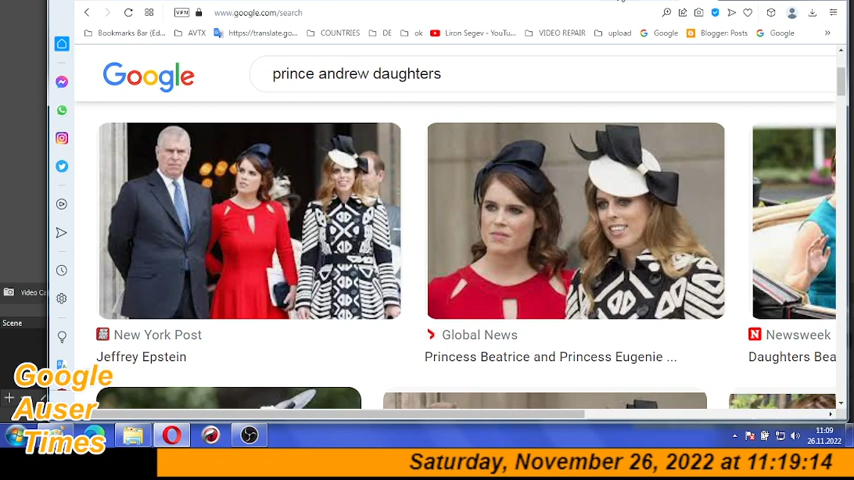 VPN
www.google.com/search
Bookmarks Bar (Ed...
AVTX
https://translate.go...
COUNTRIES
DE
ok
Liron Segev - YouTu...
VIDEO REPAIR
upload
Google
Blogger: Posts
Google
Google
prince andrew daughters
New York Post
Jeffrey Epstein
Global News
Princess Beatrice and Princess Eugenie ...
Newsweek
Daughters Bea
Video Ca
Scene
Google
Auser
Times
11:09
26.11.2022
Saturday, November 26, 2022 at 11:19:14